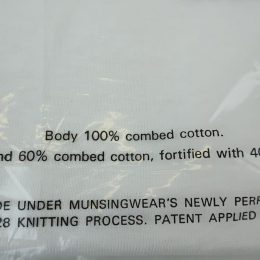 Body 100% combed cotton.
nd 60% combed cotton, fortified with 40
DE UNDER MUNSINGWEAR'S NEWLY PERF
28 KNITTING PROCESS. PATENT APPLIED